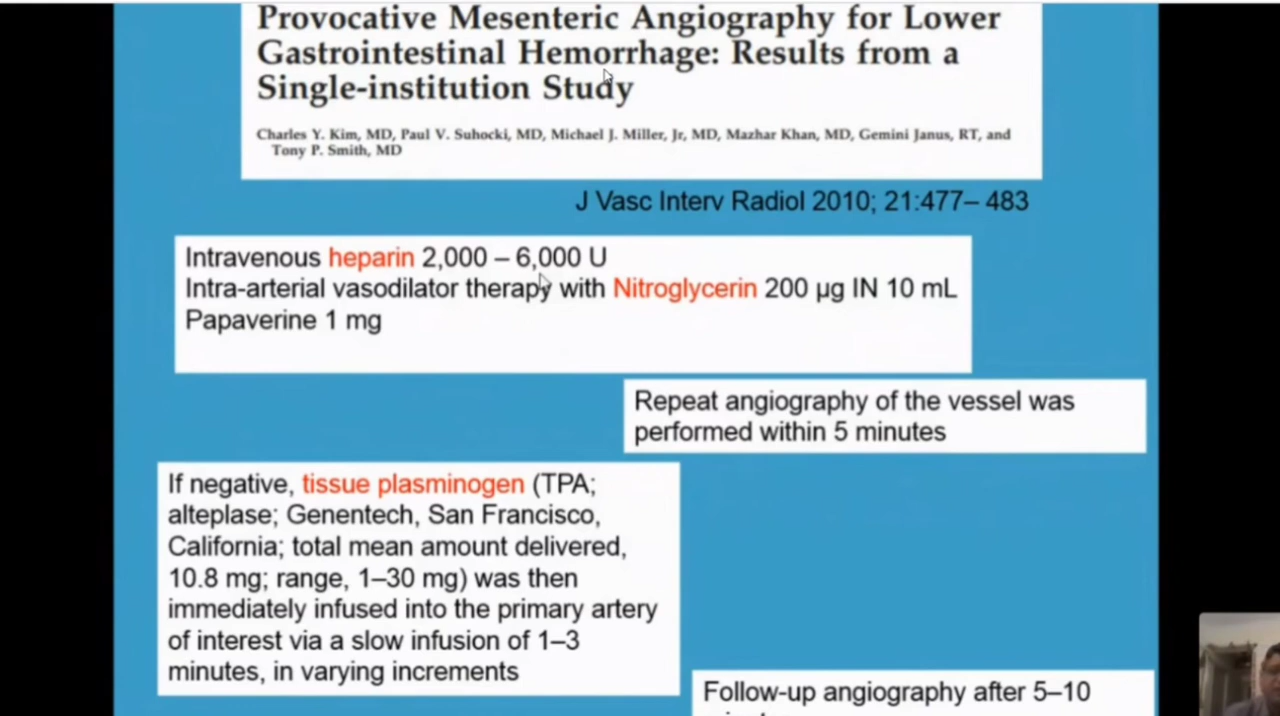 Provocative Mesenteric Angiography for Lower
Gastrointestinal Hemorrhage: Results from a
Single-institution Study
Charles Y. Kim, MD, Paul V. Suhocki, MD, Michael J. Miller, Jr, MD, Mazhar Khan, MD, Gemini Janus, RT, and
Tony P. Smith, MD
J Vasc Interv Radiol 2010; 21:477– 483
Intravenous heparin 2,000 – 6,000 U
Intra-arterial vasodilator therapy with Nitroglycerin 200 µg IN 10 mL
Papaverine 1 mg
Repeat angiography of the vessel was
performed within 5 minutes
If negative, tissue plasminogen (TPA;
alteplase; Genentech, San Francisco,
California; total mean amount delivered,
10.8 mg; range, 1–30 mg) was then
immediately infused into the primary artery
of interest via a slow infusion of 1–3
minutes, in varying increments
Follow-up angiography after 5–10